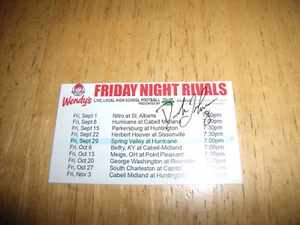 FRIDAY NIGHT RIVALS
Wendy's LIVE, LOCAL HIGH SCHOOL FOOTBALL
PRESENTED BY
Fri, Sept 1 Nitro at St. Albans
Fri, Sept 8 Hurricane at Cabell Midland
Fri, Sept 15 Parkersburg at Huntington 7:30pm
Fri, Sept 22 Herbert Hoover at Sissonville 7:30pm
Fri, Sept 29 Spring Valley at Hurricane 7:00pm
Fri, Oct 6 Belfry, KY at Cabell-Midland 7:00pm
Fri, Oct 13 Meigs, OH at Point Pleasant 7:30pm
Fri, Oct 20 George Washington at Riverside 7:30pm
Fri, Oct 27 South Charleston at Capital 7:30pm
Fri, Nov 3 Cabell Midland at Huntington